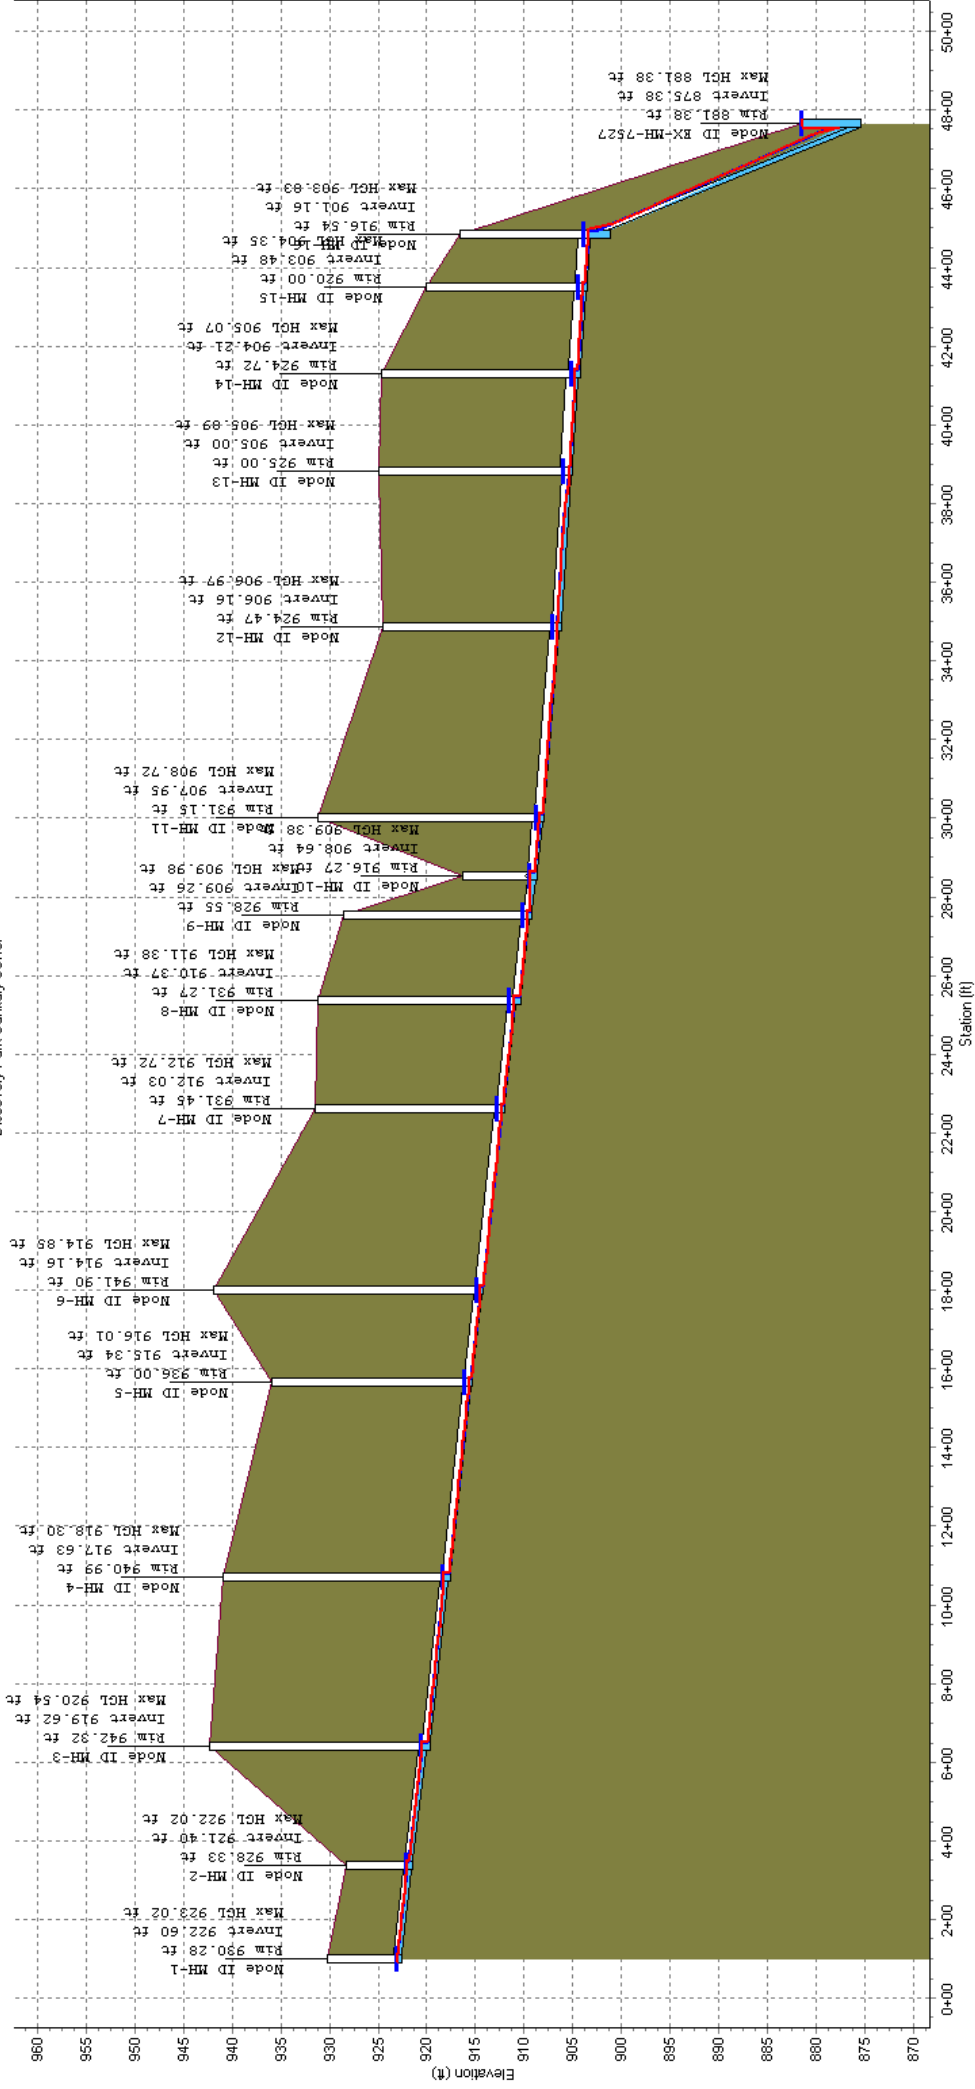 960
955
950
945
940
935
930
925
920
915
910
905
900
895
890
885
880
875
870
Elevation (ft)
0+00
2+00
4+00
6+00
8+00
10+00
12+00
14+00
16+00
18+00
20+00
22+00
24+00
26+00
28+00
30+00
32+00
34+00
36+00
38+00
40+00
42+00
44+00
46+00
48+00
50+00
Station (ft)
Node ID MH-1
Rim 930.28 ft
Invert 922.60 ft
Max HGL 923.02 ft
Node ID MH-2
Rim 928.33 ft
Invert 921.40 ft
Max HGL 922.02 ft
Node ID MH-3
Rim 942.32 ft
Invert 919.62 ft
Max HGL 920.54 ft
Node ID MH-4
Rim 940.99 ft
Invert 917.63 ft
Max HGL 918.30 ft
Node ID MH-5
Rim 936.00 ft
Invert 915.34 ft
Max HGL 916.01 ft
Node ID MH-6
Rim 941.90 ft
Invert 914.16 ft
Max HGL 914.85 ft
Node ID MH-7
Rim 931.45 ft
Invert 912.03 ft
Max HGL 912.72 ft
Node ID MH-8
Rim 931.27 ft
Invert 910.37 ft
Max HGL 911.38 ft
Node ID MH-9
Rim 928.55 ft
Invert 909.26 ft
Max HGL 909.98 ft
Node ID MH-10
Rim 916.27 ft
Invert 908.64 ft
Max HGL 909.38 ft
Node ID MH-11
Rim 931.15 ft
Invert 907.95 ft
Max HGL 908.72 ft
Node ID MH-12
Rim 924.47 ft
Invert 906.16 ft
Max HGL 906.97 ft
Node ID MH-13
Rim 925.00 ft
Invert 905.00 ft
Max HGL 905.89 ft
Node ID MH-14
Rim 924.72 ft
Invert 904.21 ft
Max HGL 905.07 ft
Node ID MH-15
Rim 920.00 ft
Invert 903.48 ft
Max HGL 904.35 ft
Node ID MH-16
Rim 916.54 ft
Invert 901.16 ft
Max HGL 903.83 ft
Node ID EX-MH-7527
Rim 881.38 ft
Invert 875.38 ft
Max HGL 881.38 ft